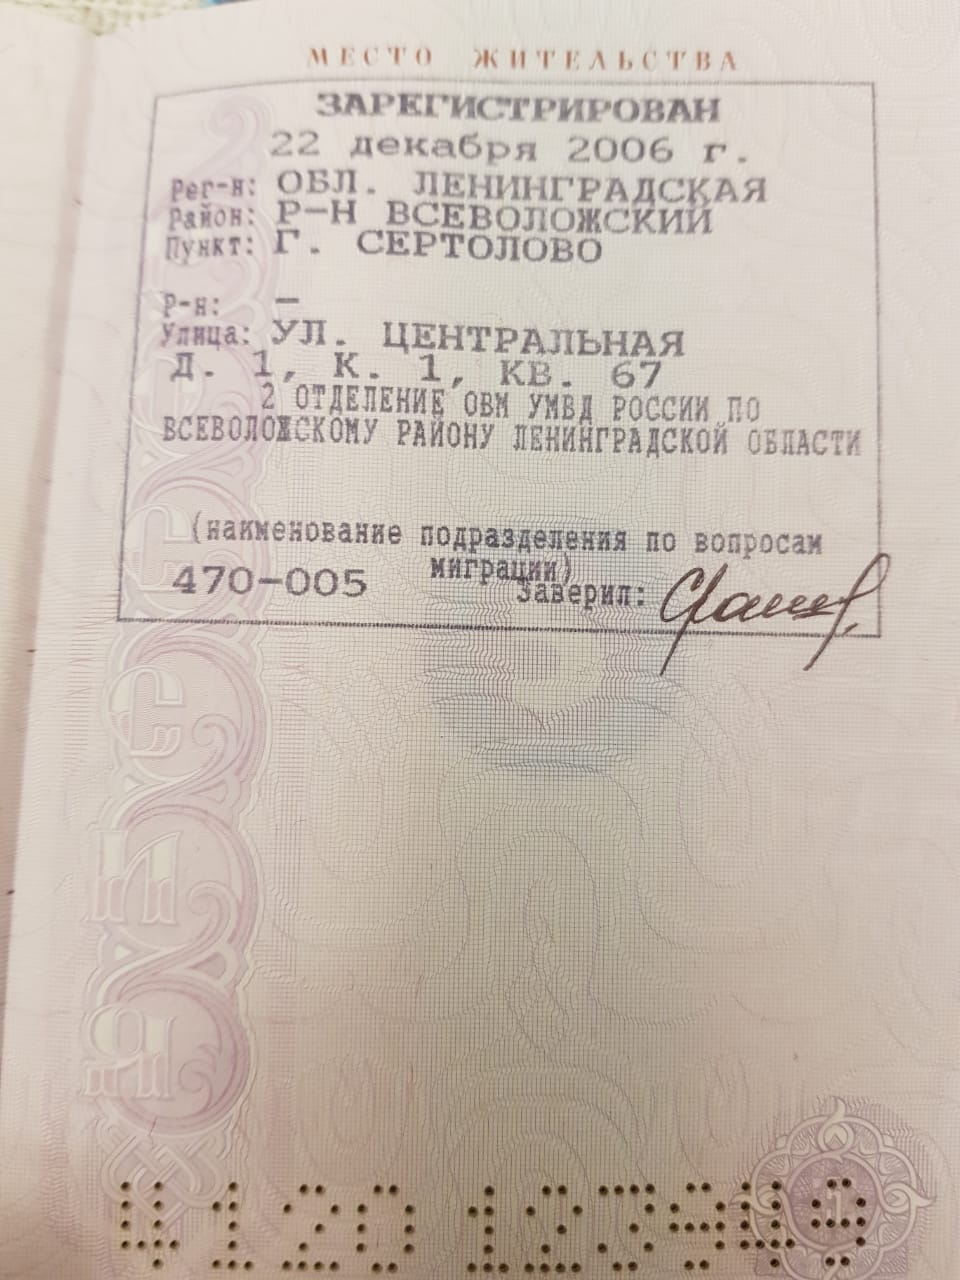 МЕСТО ЖИТЕЛЬСТВА
ЗАРЕГИСТРИРОВАН
22 декабря 2006 г.
Рег-н: ОБЛ. ЛЕНИНГРАДСКАЯ
Район: Р-Н ВСЕВОЛОЖСКИЙ
Пункт: Г. СЕРТОЛОВО
Р-н: –
Улица: УЛ. ЦЕНТРАЛЬНАЯ
Д. 1, К. 1, КВ. 67
2 ОТДЕЛЕНИЕ ОВМ УМВД РОССИИ ПО
ВСЕВОЛОЖСКОМУ РАЙОНУ ЛЕНИНГРАДСКОЙ ОБЛАСТИ
(наименование подразделения по вопросам
миграции)
470-005 Заверил:
4120